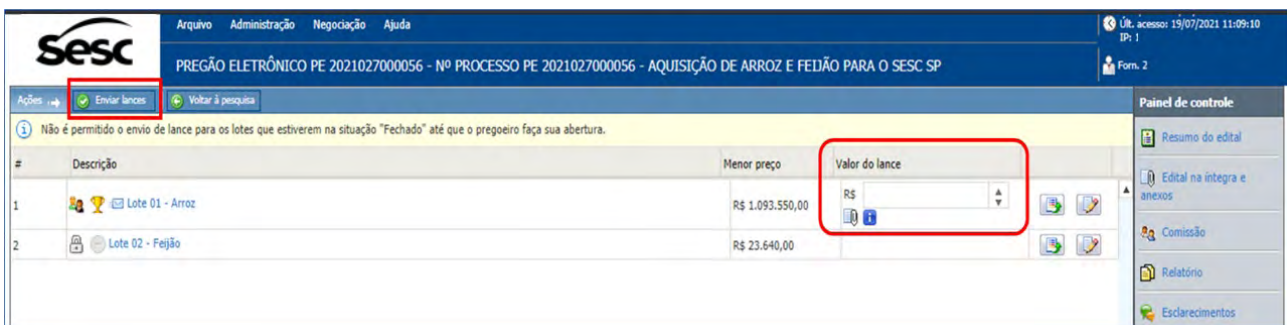 Sesc
Arquivo Administração Negociação Ajuda
Últ. acesso: 19/07/2021 11:09:10
IP: 1
PREGÃO ELETRÔNICO PE 2021027000056 - Nº PROCESSO PE 2021027000056 - AQUISIÇÃO DE ARROZ E FEIJÃO PARA O SESC SP
Forn. 2
Ações Enviar lances Voltar à pesquisa
Não é permitido o envio de lance para os lotes que estiverem na situação "Fechado" até que o pregoeiro faça sua abertura.
# Descrição Menor preço Valor do lance
1 Lote 01 - Arroz R$ 1.093.550,00 R$
2 Lote 02 - Feijão R$ 23.640,00
Painel de controle
Resumo do edital
Edital na íntegra e
anexos
Comissão
Relatório
Esclarecimentos